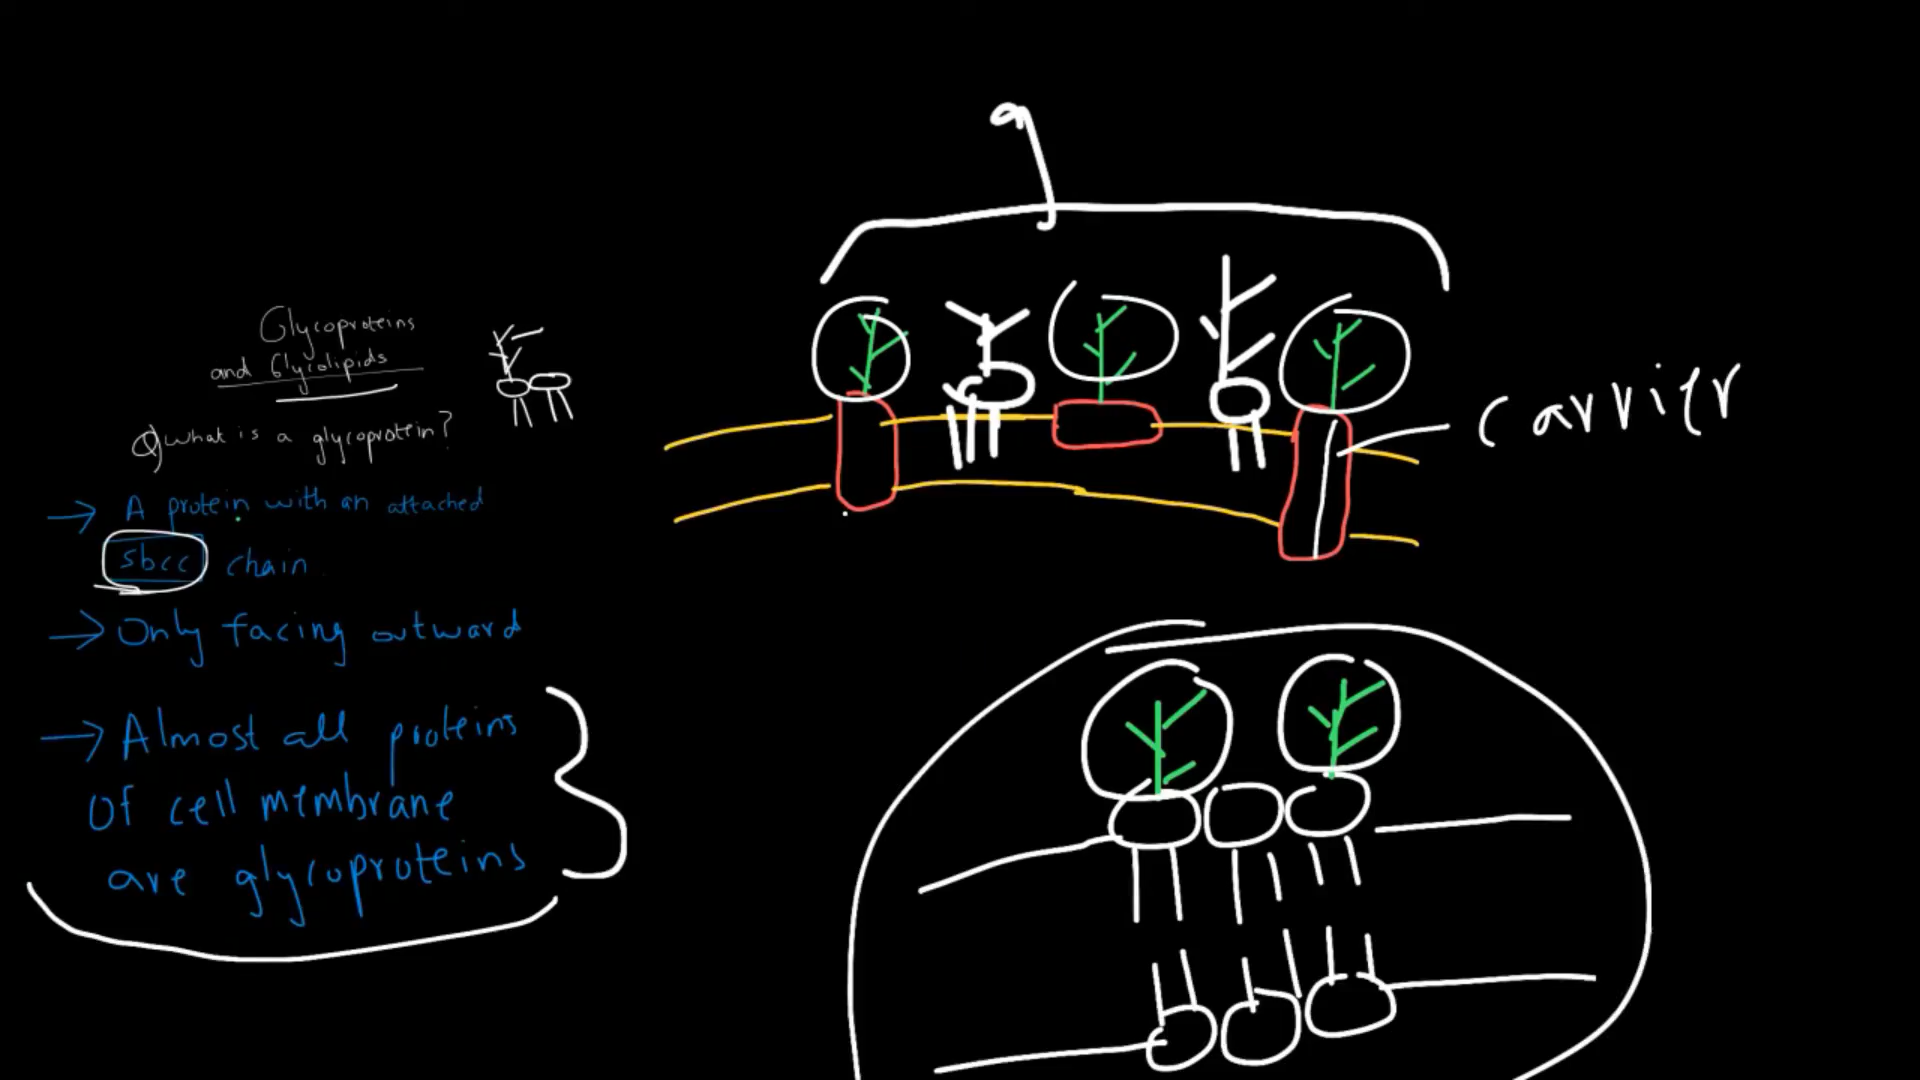 Glycoproteins
and Glycolipids
Q) What is a glycoprotein?
→ A protein with an attached
sbcc chain
→ Only facing outward
→ Almost all proteins
of cell membrane
are glycoproteins
carrier